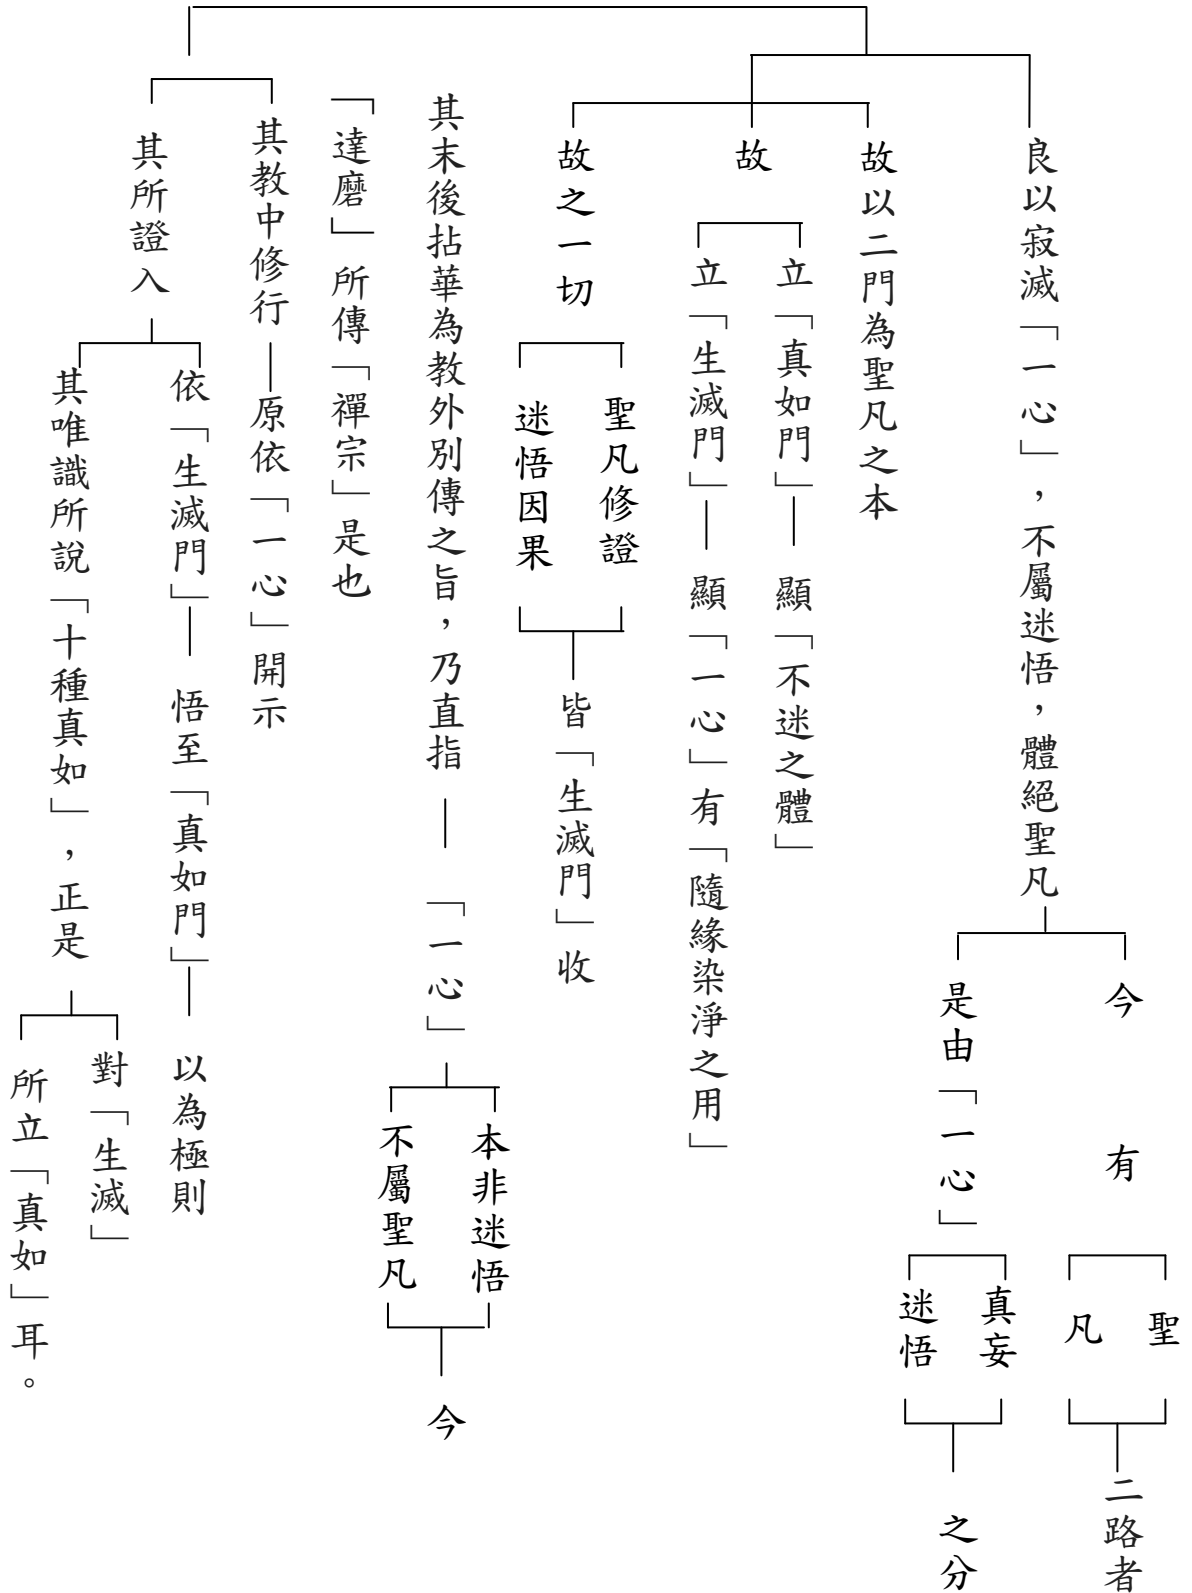 良以寂滅「一心」，不屬迷悟，體絕聖凡
今有
聖
凡
二路者
是由「一心」
真妄
迷悟
之分
故以二門為聖凡之本
故
立「真如門」
顯「不迷之體」
立「生滅門」
顯「一心」有「隨緣染淨之用」
故之一切
聖凡修證
迷悟因果
皆「生滅門」收
其末後拈華為教外別傳之旨，乃直指
「一心」
本非迷悟
不屬聖凡
今
「達磨」所傳「禪宗」是也
其教中修行
原依「一心」開示
其所證入
依「生滅門」
悟至「真如門」
以為極則
其唯識所說「十種真如」，正是
對「生滅」
所立「真如」耳。